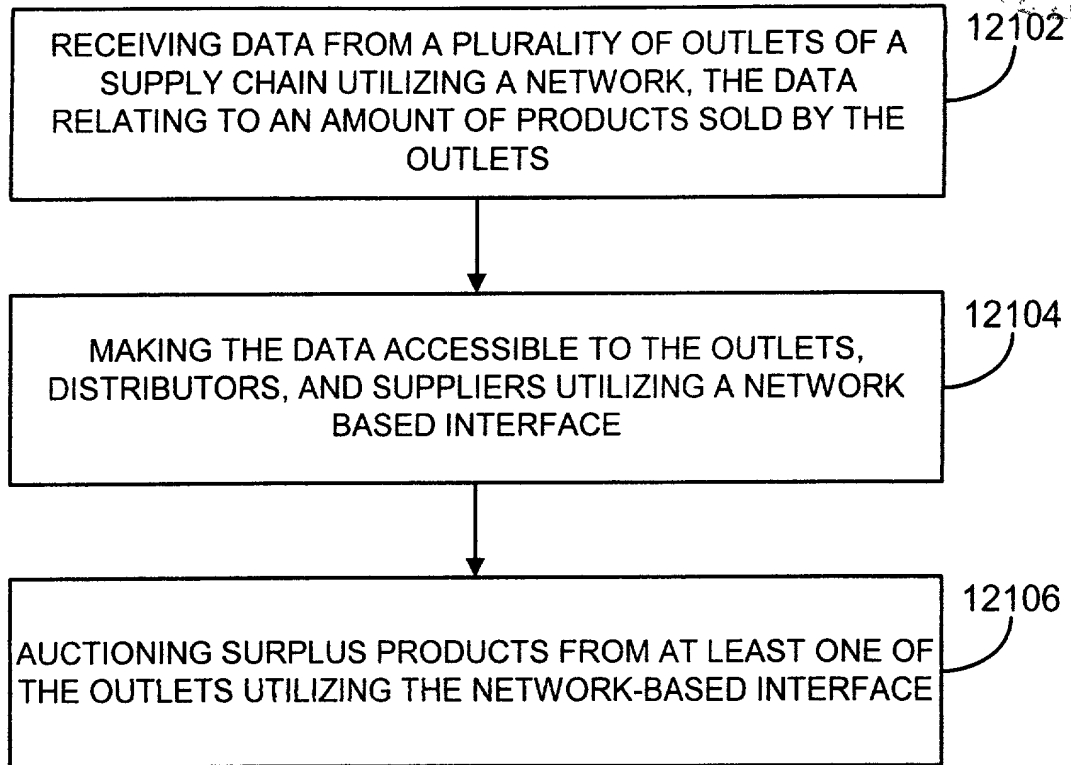 RECEIVING DATA FROM A PLURALITY OF OUTLETS OF A
SUPPLY CHAIN UTILIZING A NETWORK, THE DATA
RELATING TO AN AMOUNT OF PRODUCTS SOLD BY THE
OUTLETS
12102
MAKING THE DATA ACCESSIBLE TO THE OUTLETS,
DISTRIBUTORS, AND SUPPLIERS UTILIZING A NETWORK
BASED INTERFACE
12104
AUCTIONING SURPLUS PRODUCTS FROM AT LEAST ONE OF
THE OUTLETS UTILIZING THE NETWORK-BASED INTERFACE
12106